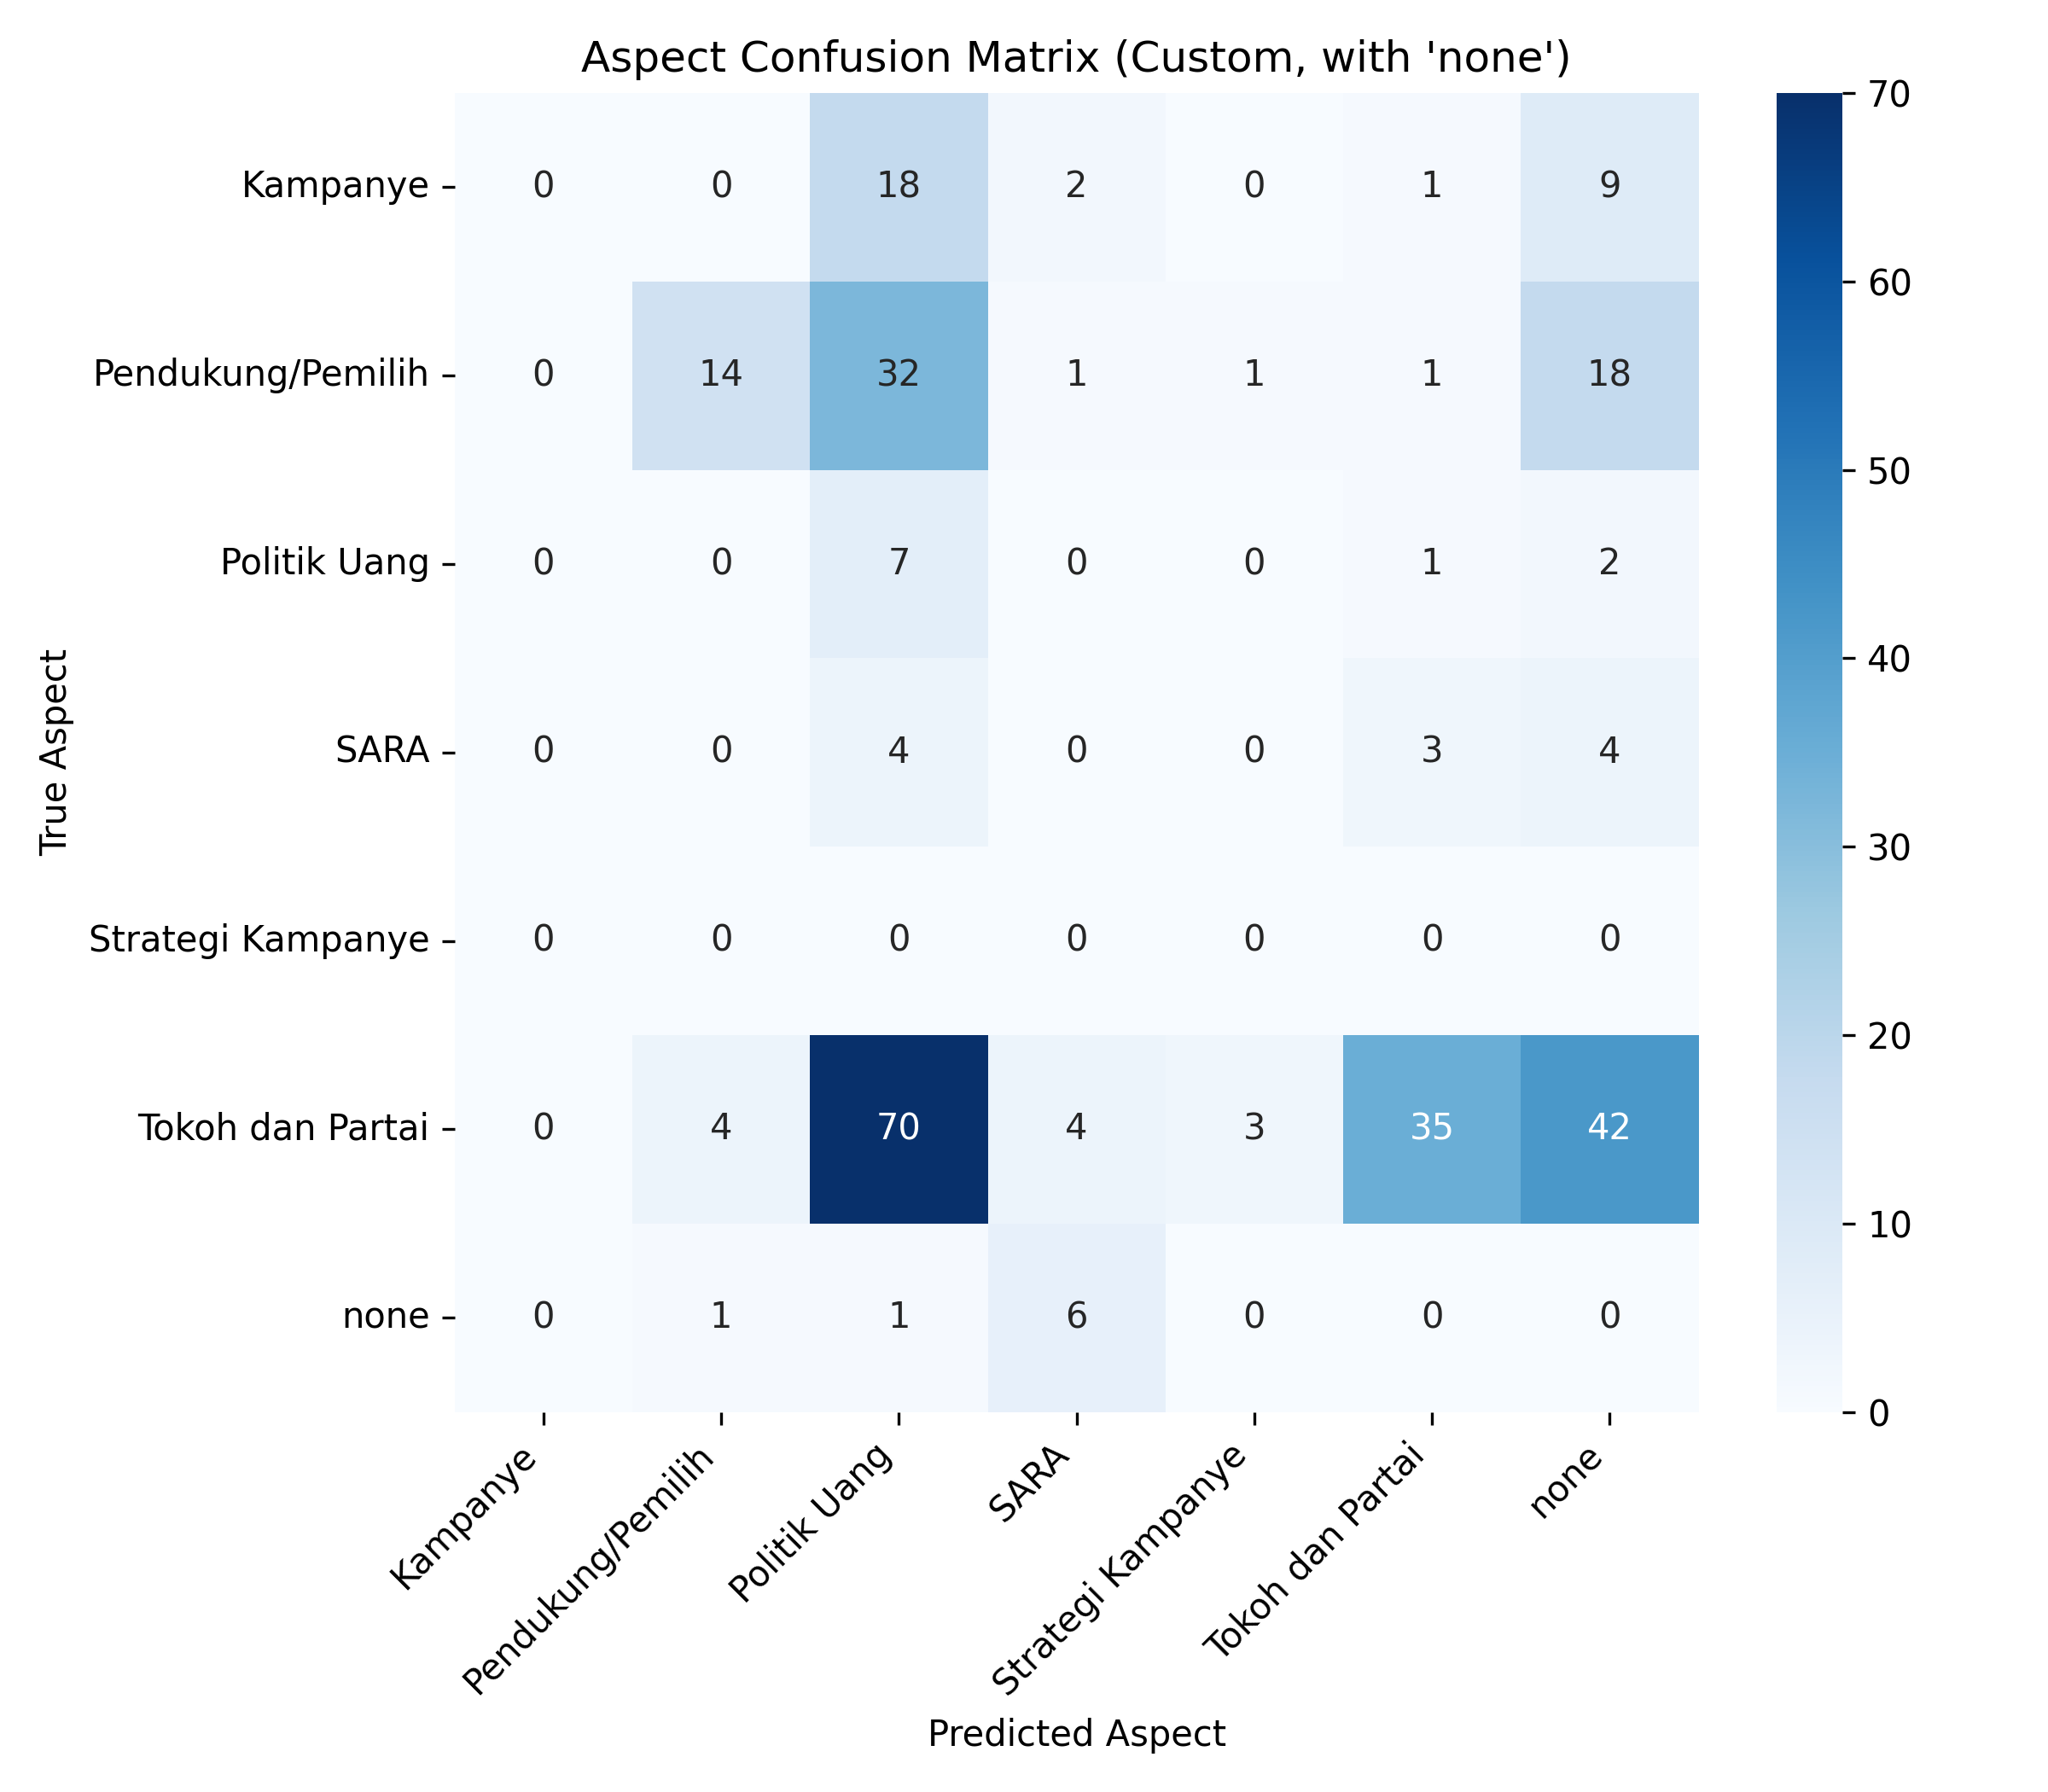 Aspect Confusion Matrix (Custom, with 'none')
True Aspect
Kampanye 0 0 18 2 0 1 9
Pendukung/Pemilih 0 14 32 1 1 1 18
Politik Uang 0 0 7 0 0 1 2
SARA 0 0 4 0 0 3 4
Strategi Kampanye 0 0 0 0 0 0 0
Tokoh dan Partai 0 4 70 4 3 35 42
none 0 1 1 6 0 0 0
Kampanye
Pendukung/Pemilih
Politik Uang
SARA
Strategi Kampanye
Tokoh dan Partai
none
Predicted Aspect
70
60
50
40
30
20
10
0